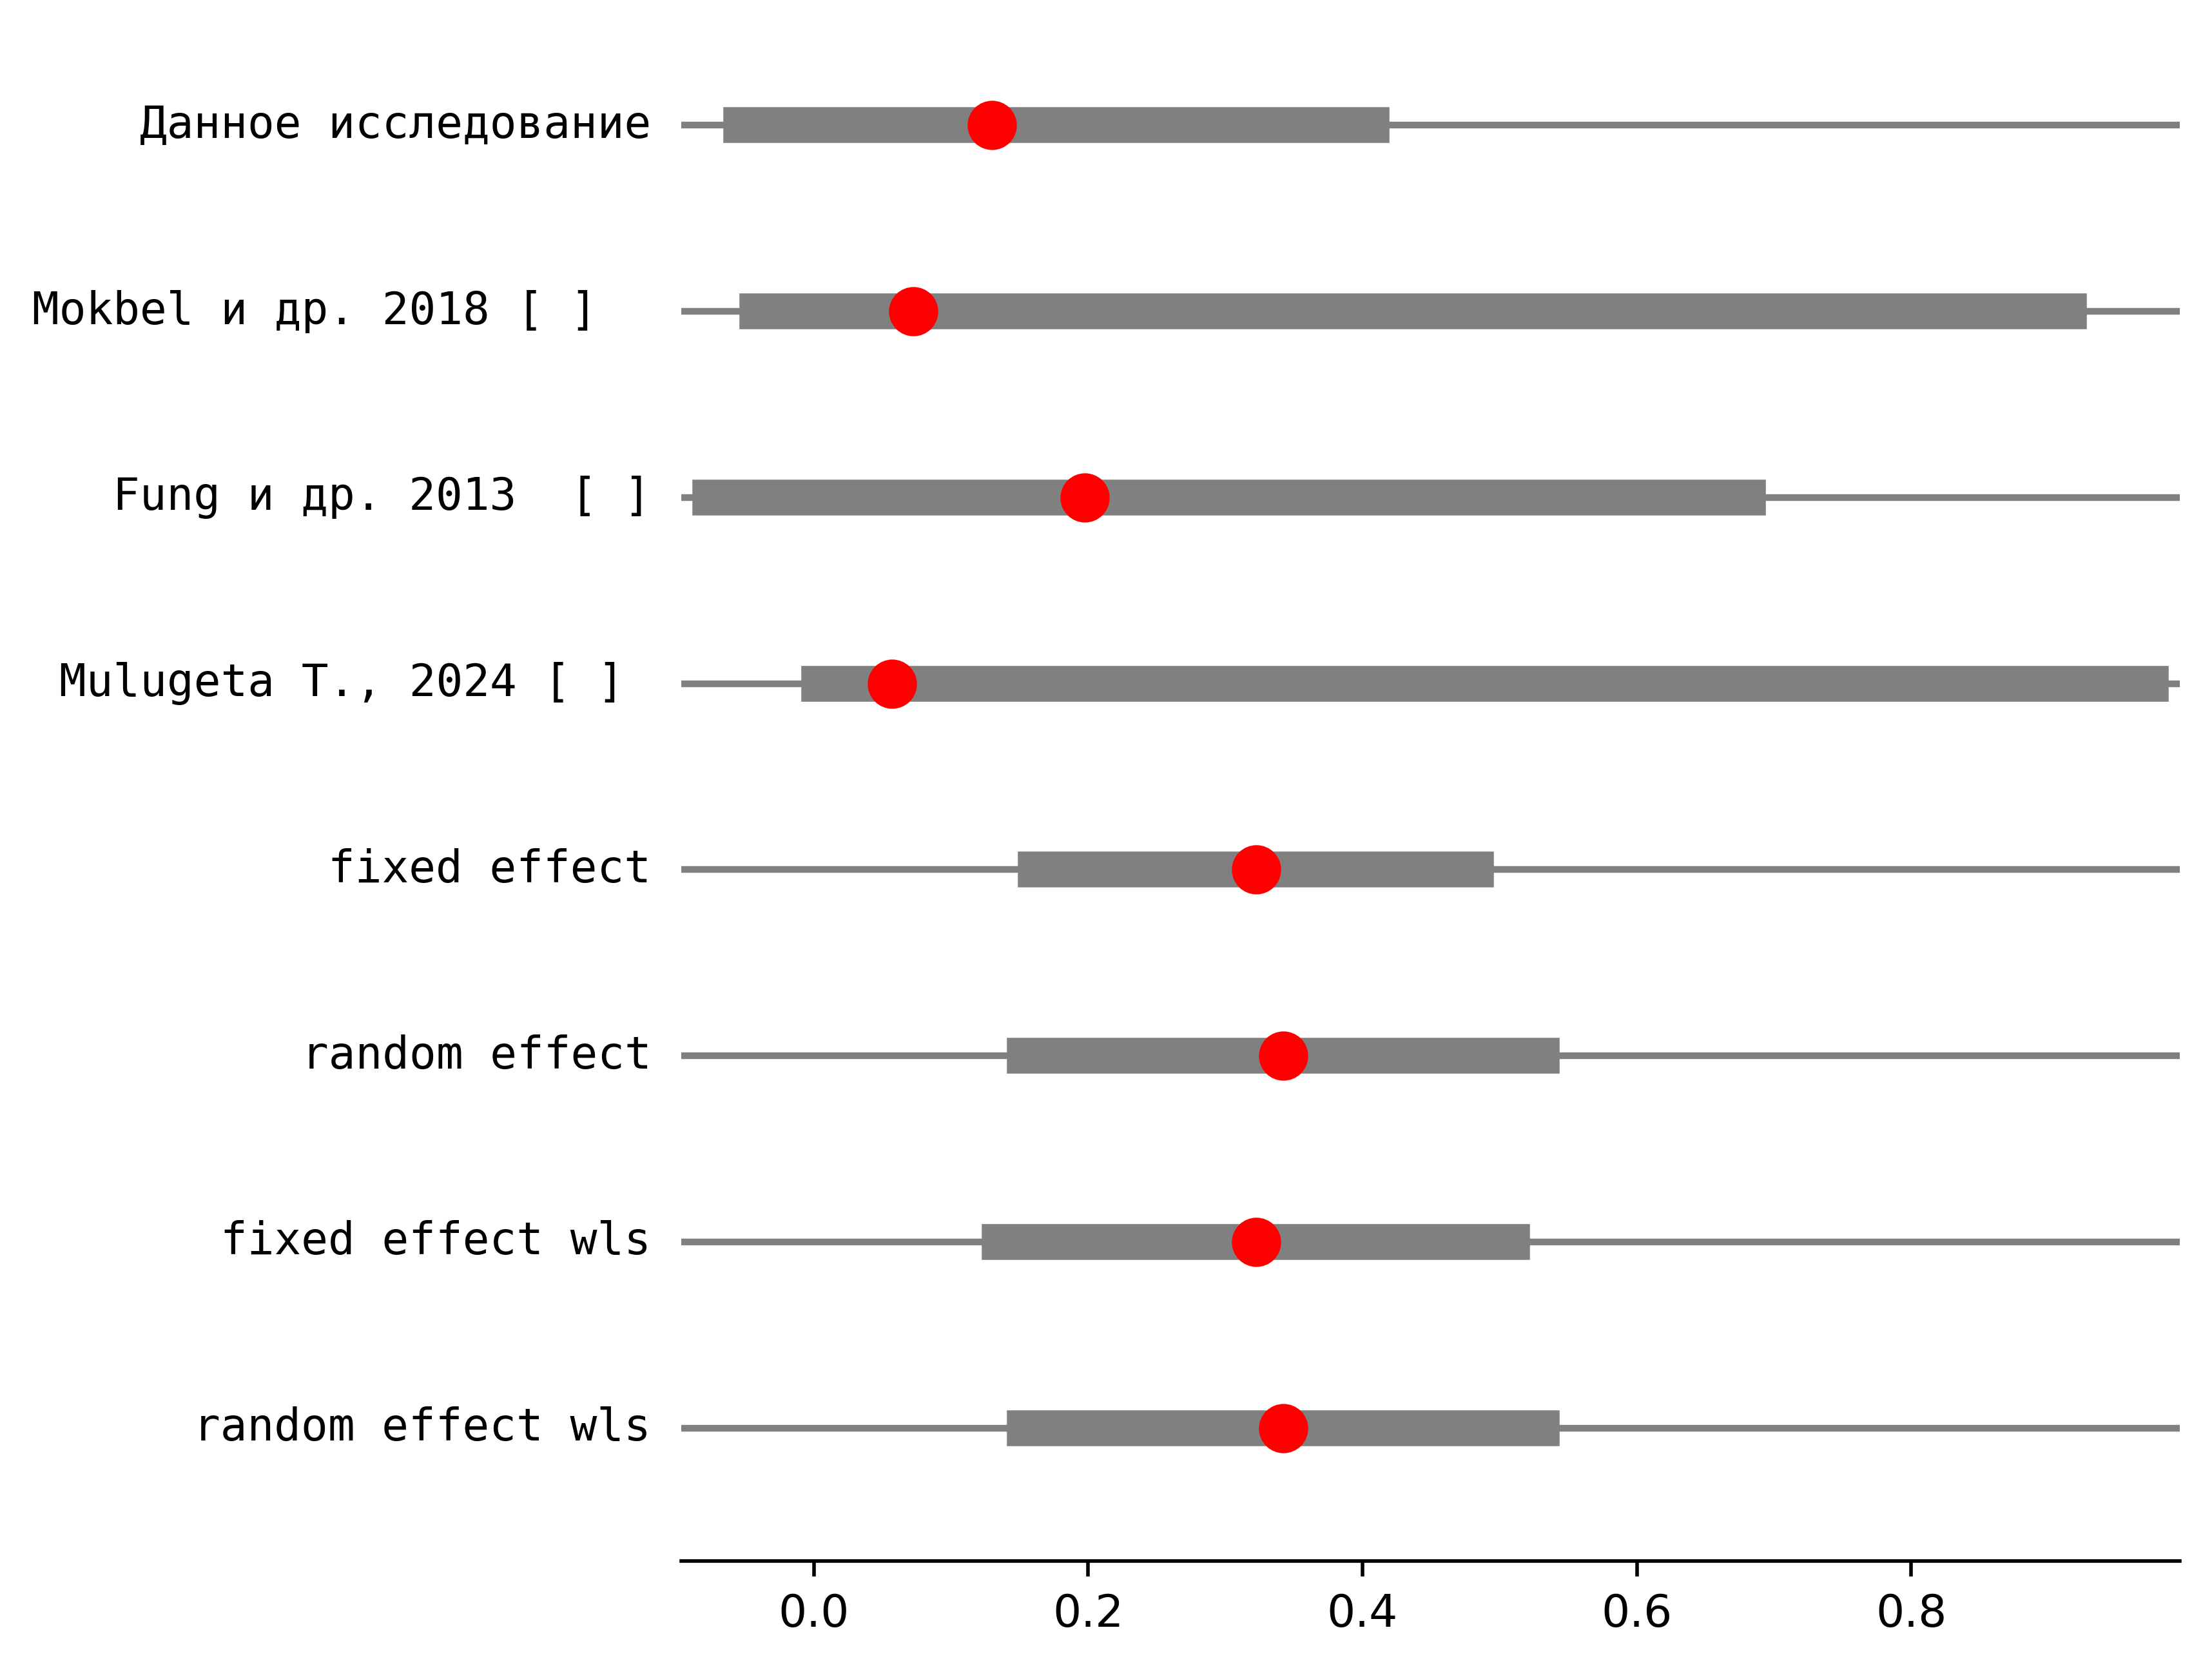 Данное исследование
Mokbel и др. 2018 [ ]
Fung и др. 2013  [ ]
Mulugeta T., 2024 [ ]
fixed effect
random effect
fixed effect wls
random effect wls
0.0 0.2 0.4 0.6 0.8